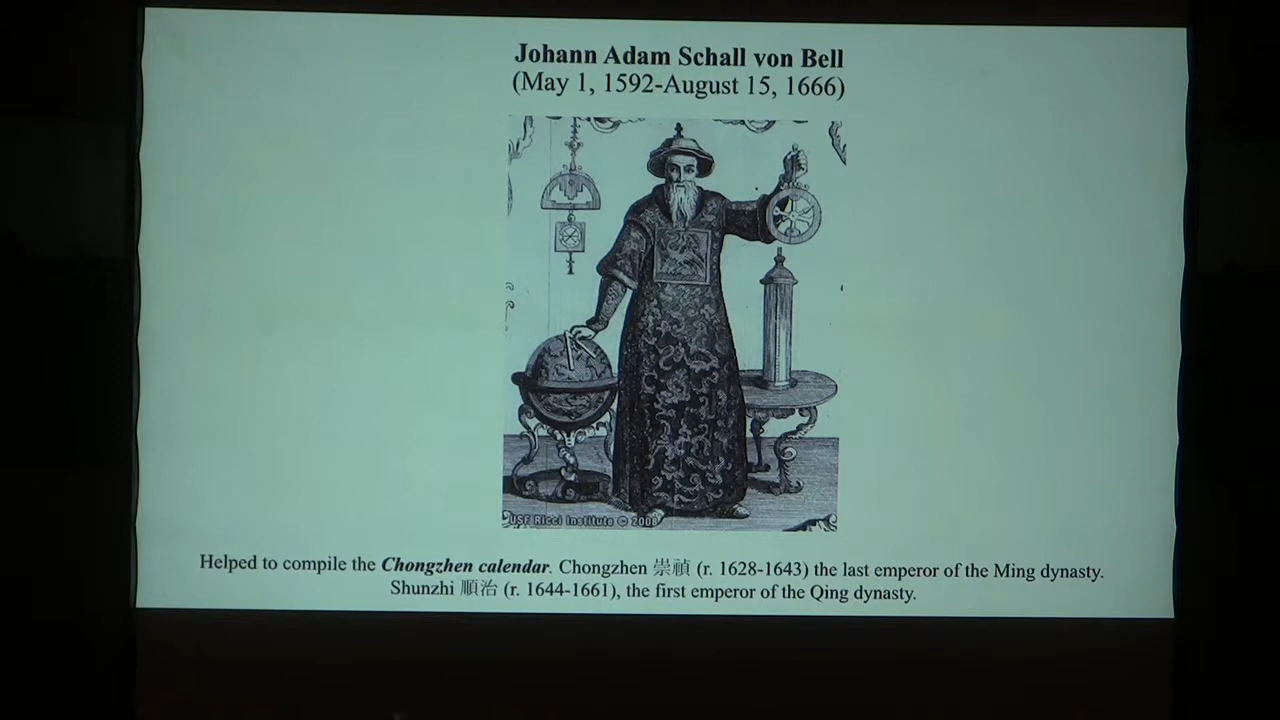 Johann Adam Schall von Bell
(May 1, 1592-August 15, 1666)
USF Ricci Institute © 2008
Helped to compile the Chongzhen calendar. Chongzhen 崇禎 (r. 1628-1643) the last emperor of the Ming dynasty.
Shunzhi 順治 (r. 1644-1661), the first emperor of the Qing dynasty.